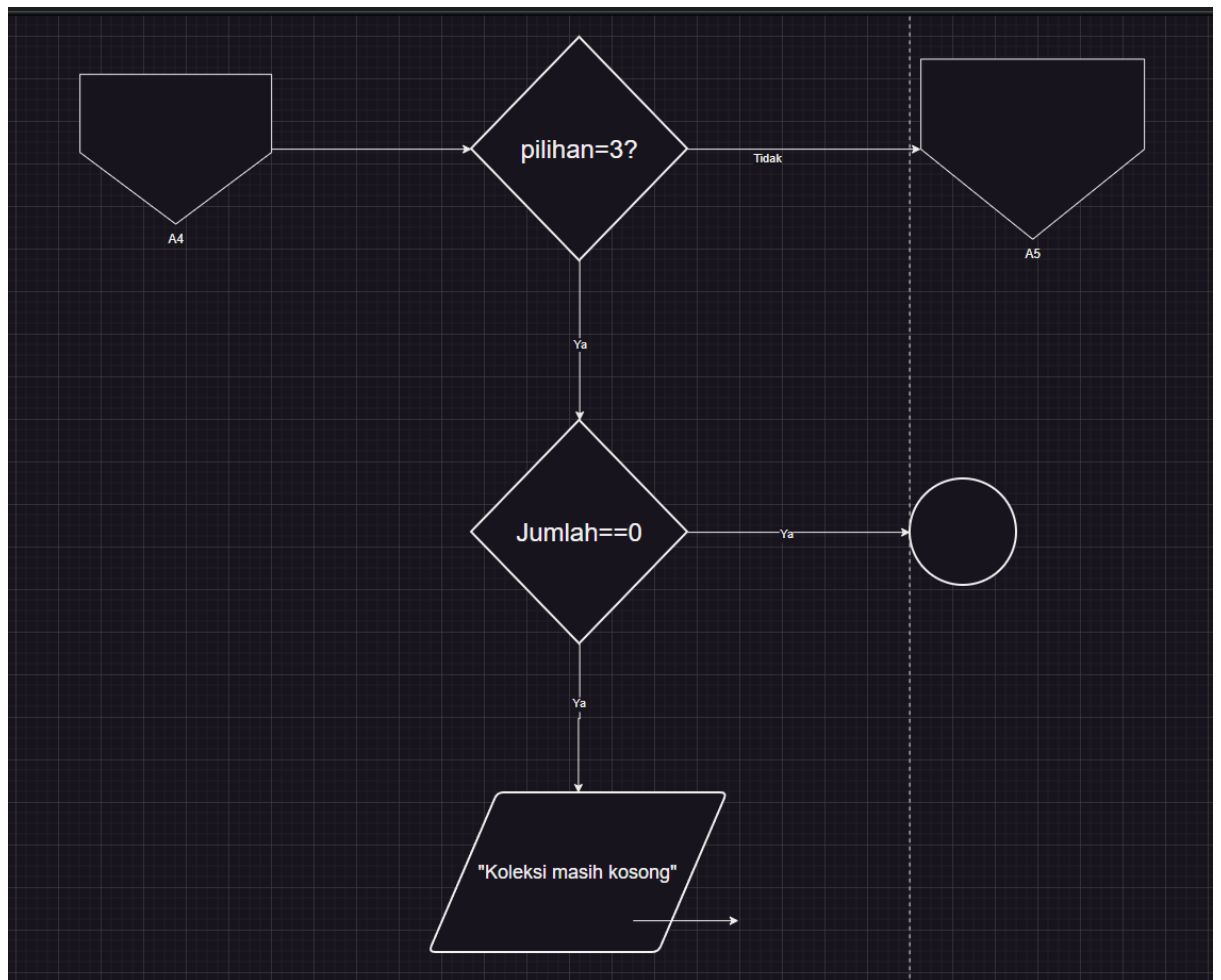 pilihan=3?
Tidak
A4
A5
Ya
Jumlah==0
Ya
Ya
"Koleksi masih kosong"